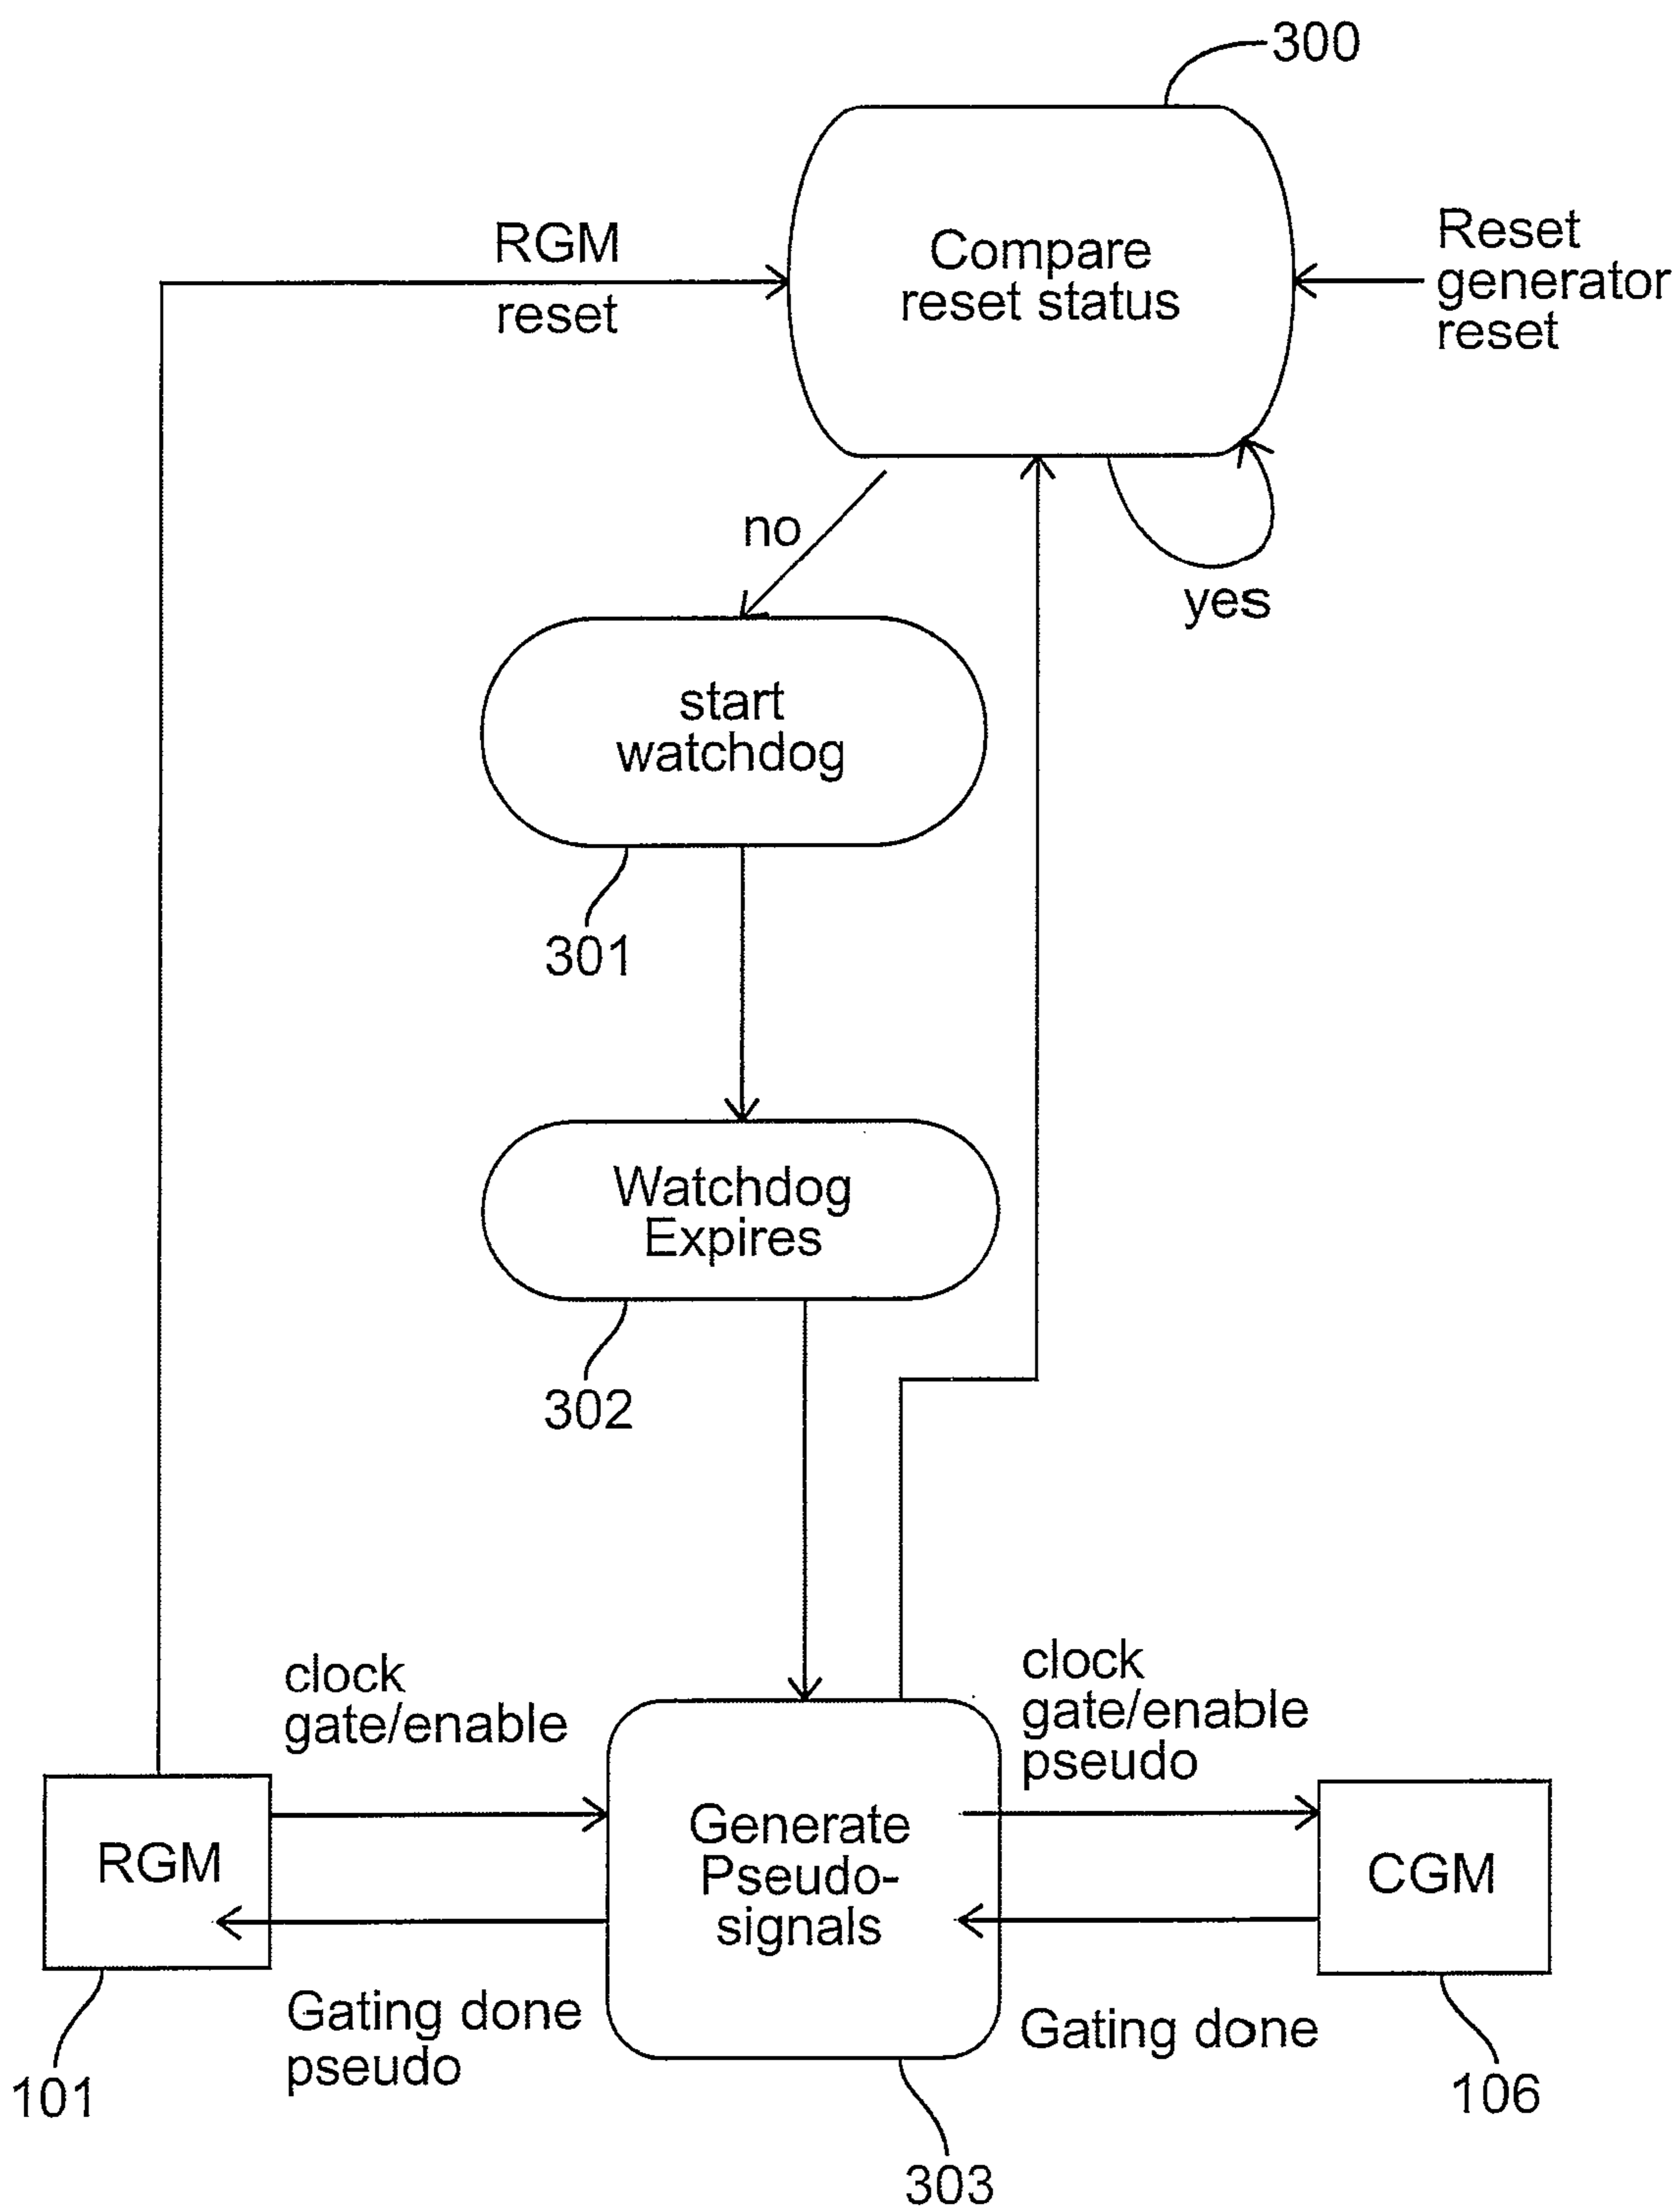 300
RGM
reset
Compare
reset status
Reset
generator
reset
no
yes
start
watchdog
301
Watchdog
Expires
302
clock
gate/enable
clock
gate/enable
pseudo
RGM
Generate
Pseudo-
signals
CGM
Gating done
pseudo
Gating done
101
106
303